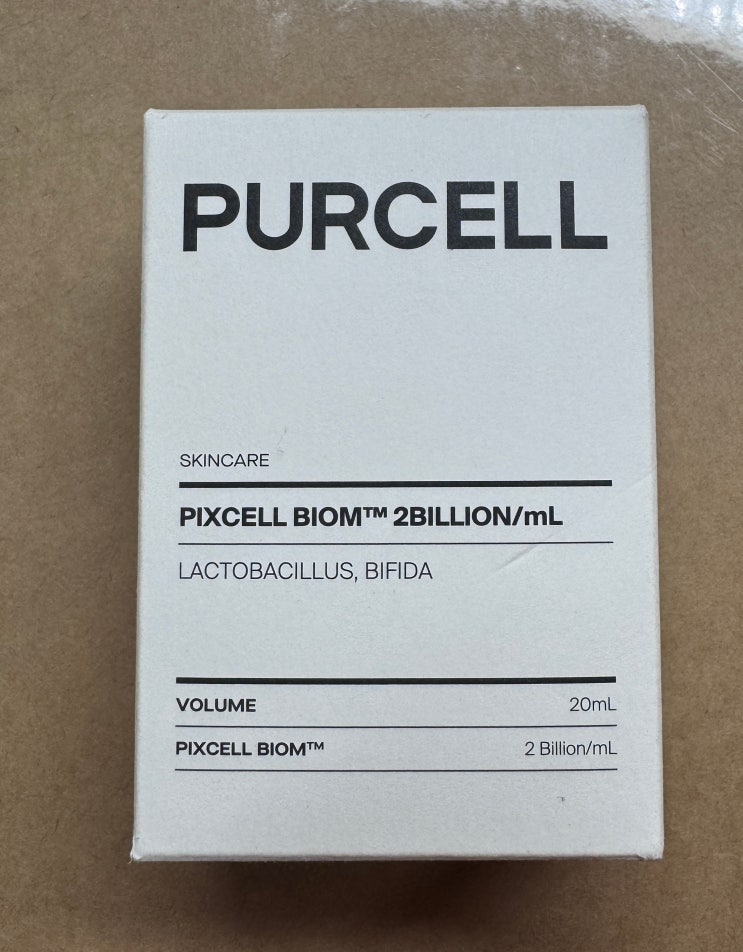 PURCELL
SKINCARE
PIXCELL BIOM™ 2BILLION/mL
LACTOBACILLUS, BIFIDA
VOLUME 20mL
PIXCELL BIOM™ 2 Billion/mL